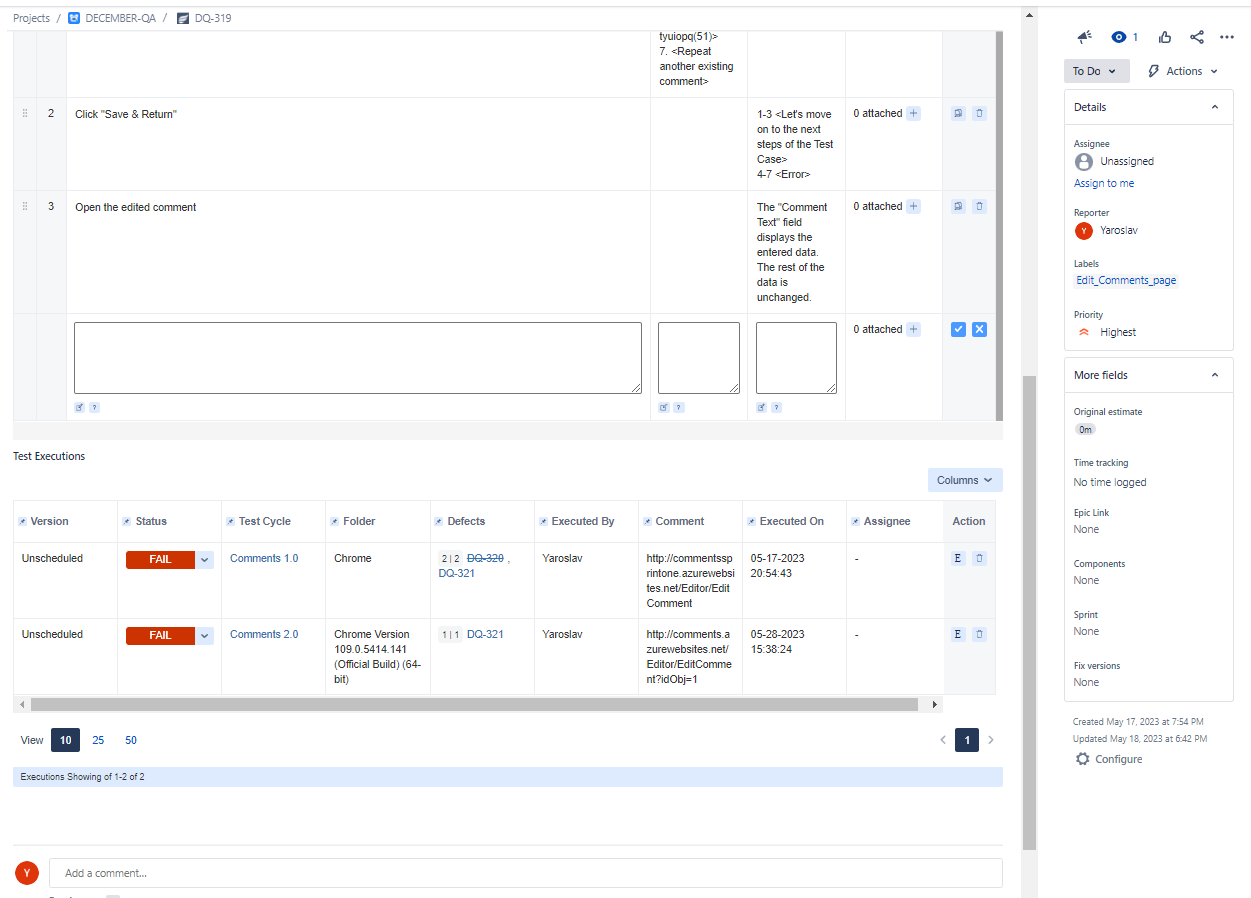 Projects / DECEMBER-QA / DQ-319
1
To Do
Actions
tyuiopq(51)>
7. <Repeat
another existing
comment>
2
Click "Save & Return"
1-3 <Let's move
on to the next
steps of the Test
Case>
4-7 <Error>
0 attached +
3
Open the edited comment
The "Comment
Text" field
displays the
entered data.
The rest of the
data is
unchanged.
0 attached +
0 attached +
?
?
?
Test Executions
Columns
Version
Status
Test Cycle
Folder
Defects
Executed By
Comment
Executed On
Assignee
Action
Unscheduled
FAIL
Comments 1.0
Chrome
2 | 2 DQ-320 ,
DQ-321
Yaroslav
http://commentssp
rintone.azurewebsi
tes.net/Editor/Edit
Comment
05-17-2023
20:54:43
-
E
Unscheduled
FAIL
Comments 2.0
Chrome Version
109.0.5414.141
(Official Build) (64-
bit)
1 | 1 DQ-321
Yaroslav
http://comments.a
zurewebsites.net/
Editor/EditComme
nt?idObj=1
05-28-2023
15:38:24
-
E
View 10 25 50
1
Executions Showing of 1-2 of 2
Y
Add a comment...
Details
Assignee
Unassigned
Assign to me
Reporter
Y Yaroslav
Labels
Edit_Comments_page
Priority
Highest
More fields
Original estimate
0m
Time tracking
No time logged
Epic Link
None
Components
None
Sprint
None
Fix versions
None
Created May 17, 2023 at 7:54 PM
Updated May 18, 2023 at 6:42 PM
Configure